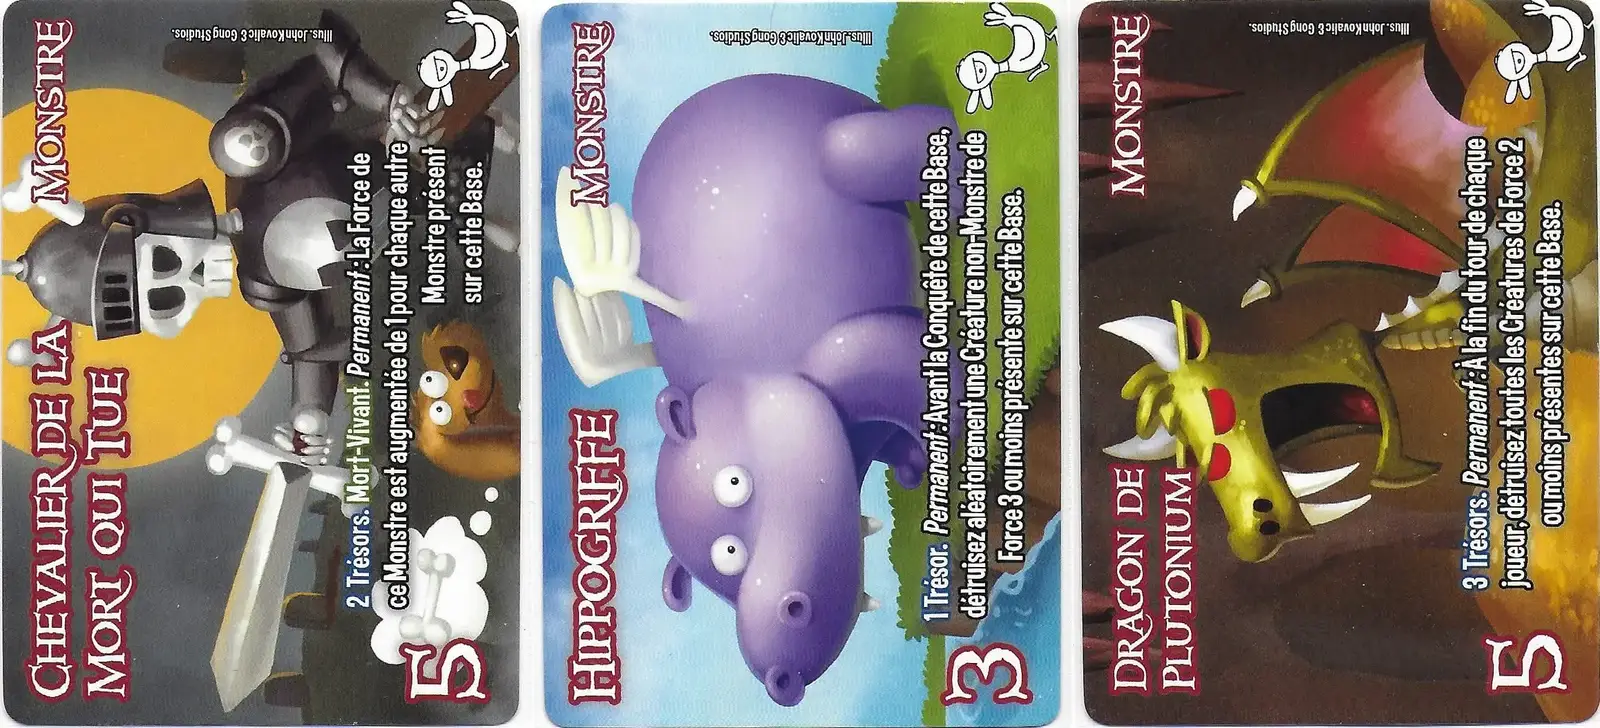 CHEVALIER DE LA
MORT QUI TUE
MONSTRE
2 Trésors. Mort-Vivant. Permanent : La Force de
ce Monstre est augmentée de 1 pour chaque autre
Monstre présent
sur cette Base.
5
Illus. John Kovalic & Gong Studios.
HIPPOGRIFFE
MONSTRE
1 Trésor. Permanent : Avant la Conquête de cette Base,
détruisez aléatoirement une Créature non-Monstre de
Force 3 ou moins présente sur cette Base.
3
Illus. John Kovalic & Gong Studios.
DRAGON DE
PLUTONIUM
MONSTRE
3 Trésors. Permanent : À la fin du tour de chaque
joueur, détruisez toutes les Créatures de Force 2
ou moins présentes sur cette Base.
5
Illus. John Kovalic & Gong Studios.